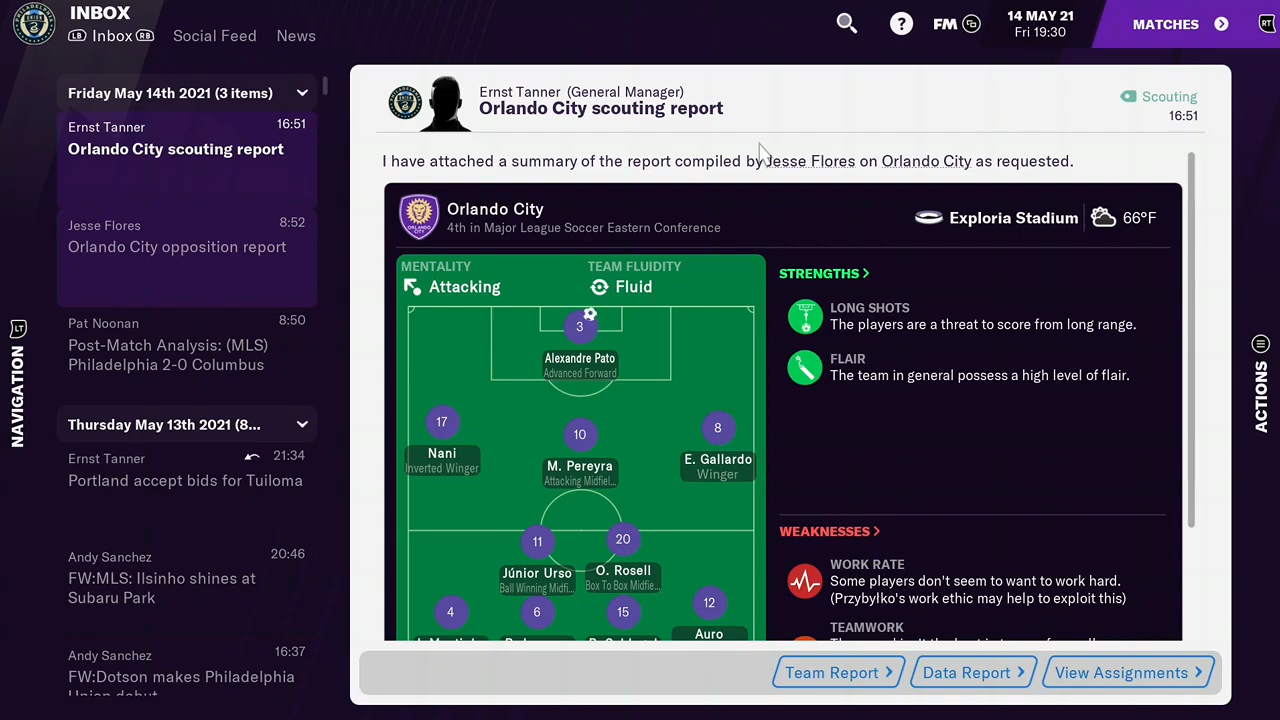 INBOX
LB Inbox RB Social Feed News
FM
14 MAY 21
Fri 19:30
MATCHES
RT
Friday May 14th 2021 (3 items)
Ernst Tanner 16:51
Orlando City scouting report
Jesse Flores 8:52
Orlando City opposition report
Pat Noonan 8:50
Post-Match Analysis: (MLS)
Philadelphia 2-0 Columbus
Thursday May 13th 2021 (8...
Ernst Tanner 21:34
Portland accept bids for Tuiloma
Andy Sanchez 20:46
FW:MLS: Ilsinho shines at
Subaru Park
Andy Sanchez 16:37
FW:Dotson makes Philadelphia
Union debut
LT
NAVIGATION
Ernst Tanner (General Manager)
Orlando City scouting report
Scouting
16:51
I have attached a summary of the report compiled by Jesse Flores on Orlando City as requested.
Orlando City
4th in Major League Soccer Eastern Conference
Exploria Stadium 66°F
MENTALITY TEAM FLUIDITY
Attacking Fluid
3
Alexandre Pato
Advanced Forward
17
Nani
Inverted Winger
10
M. Pereyra
Attacking Midfiel...
8
E. Gallardo
Winger
11
Júnior Urso
Ball Winning Midfi...
20
O. Rosell
Box To Box Midfie...
4 6 15 12
Auro
STRENGTHS
LONG SHOTS
The players are a threat to score from long range.
FLAIR
The team in general possess a high level of flair.
WEAKNESSES
WORK RATE
Some players don't seem to want to work hard.
(Przybylko's work ethic may help to exploit this)
TEAMWORK
Team Report Data Report View Assignments
ACTIONS